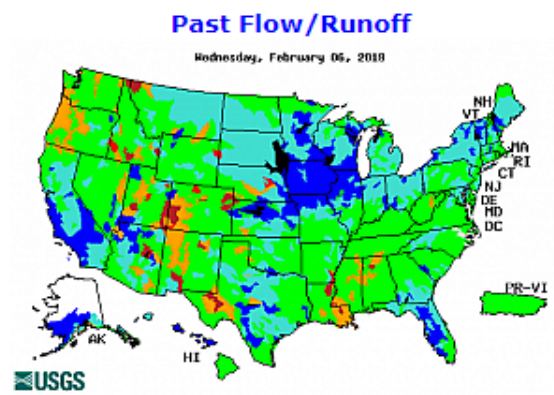 Past Flow/Runoff
Wednesday, February 06,
NH
VT
MA
RI
CT
NJ
DE
MD
DC
PR-VI
AK
HI
USGS